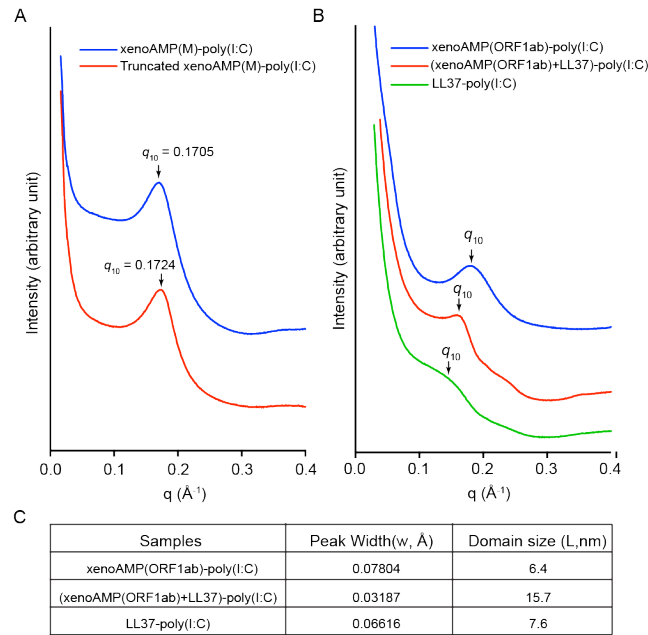 A
xenoAMP(M)-poly(I:C)
Truncated xenoAMP(M)-poly(I:C)
q10 = 0.1705
q10 = 0.1724
Intensity (arbitrary unit)
0.0 0.1 0.2 0.3 0.4
q (Å-1)
B
xenoAMP(ORF1ab)-poly(I:C)
(xenoAMP(ORF1ab)+LL37)-poly(I:C)
LL37-poly(I:C)
q10
q10
q10
Intensity (arbitrary unit)
0.0 0.1 0.2 0.3 0.4
q (Å-1)
C
Samples Peak Width(w, Å) Domain size (L,nm)
xenoAMP(ORF1ab)-poly(I:C) 0.07804 6.4
(xenoAMP(ORF1ab)+LL37)-poly(I:C) 0.03187 15.7
LL37-poly(I:C) 0.06616 7.6